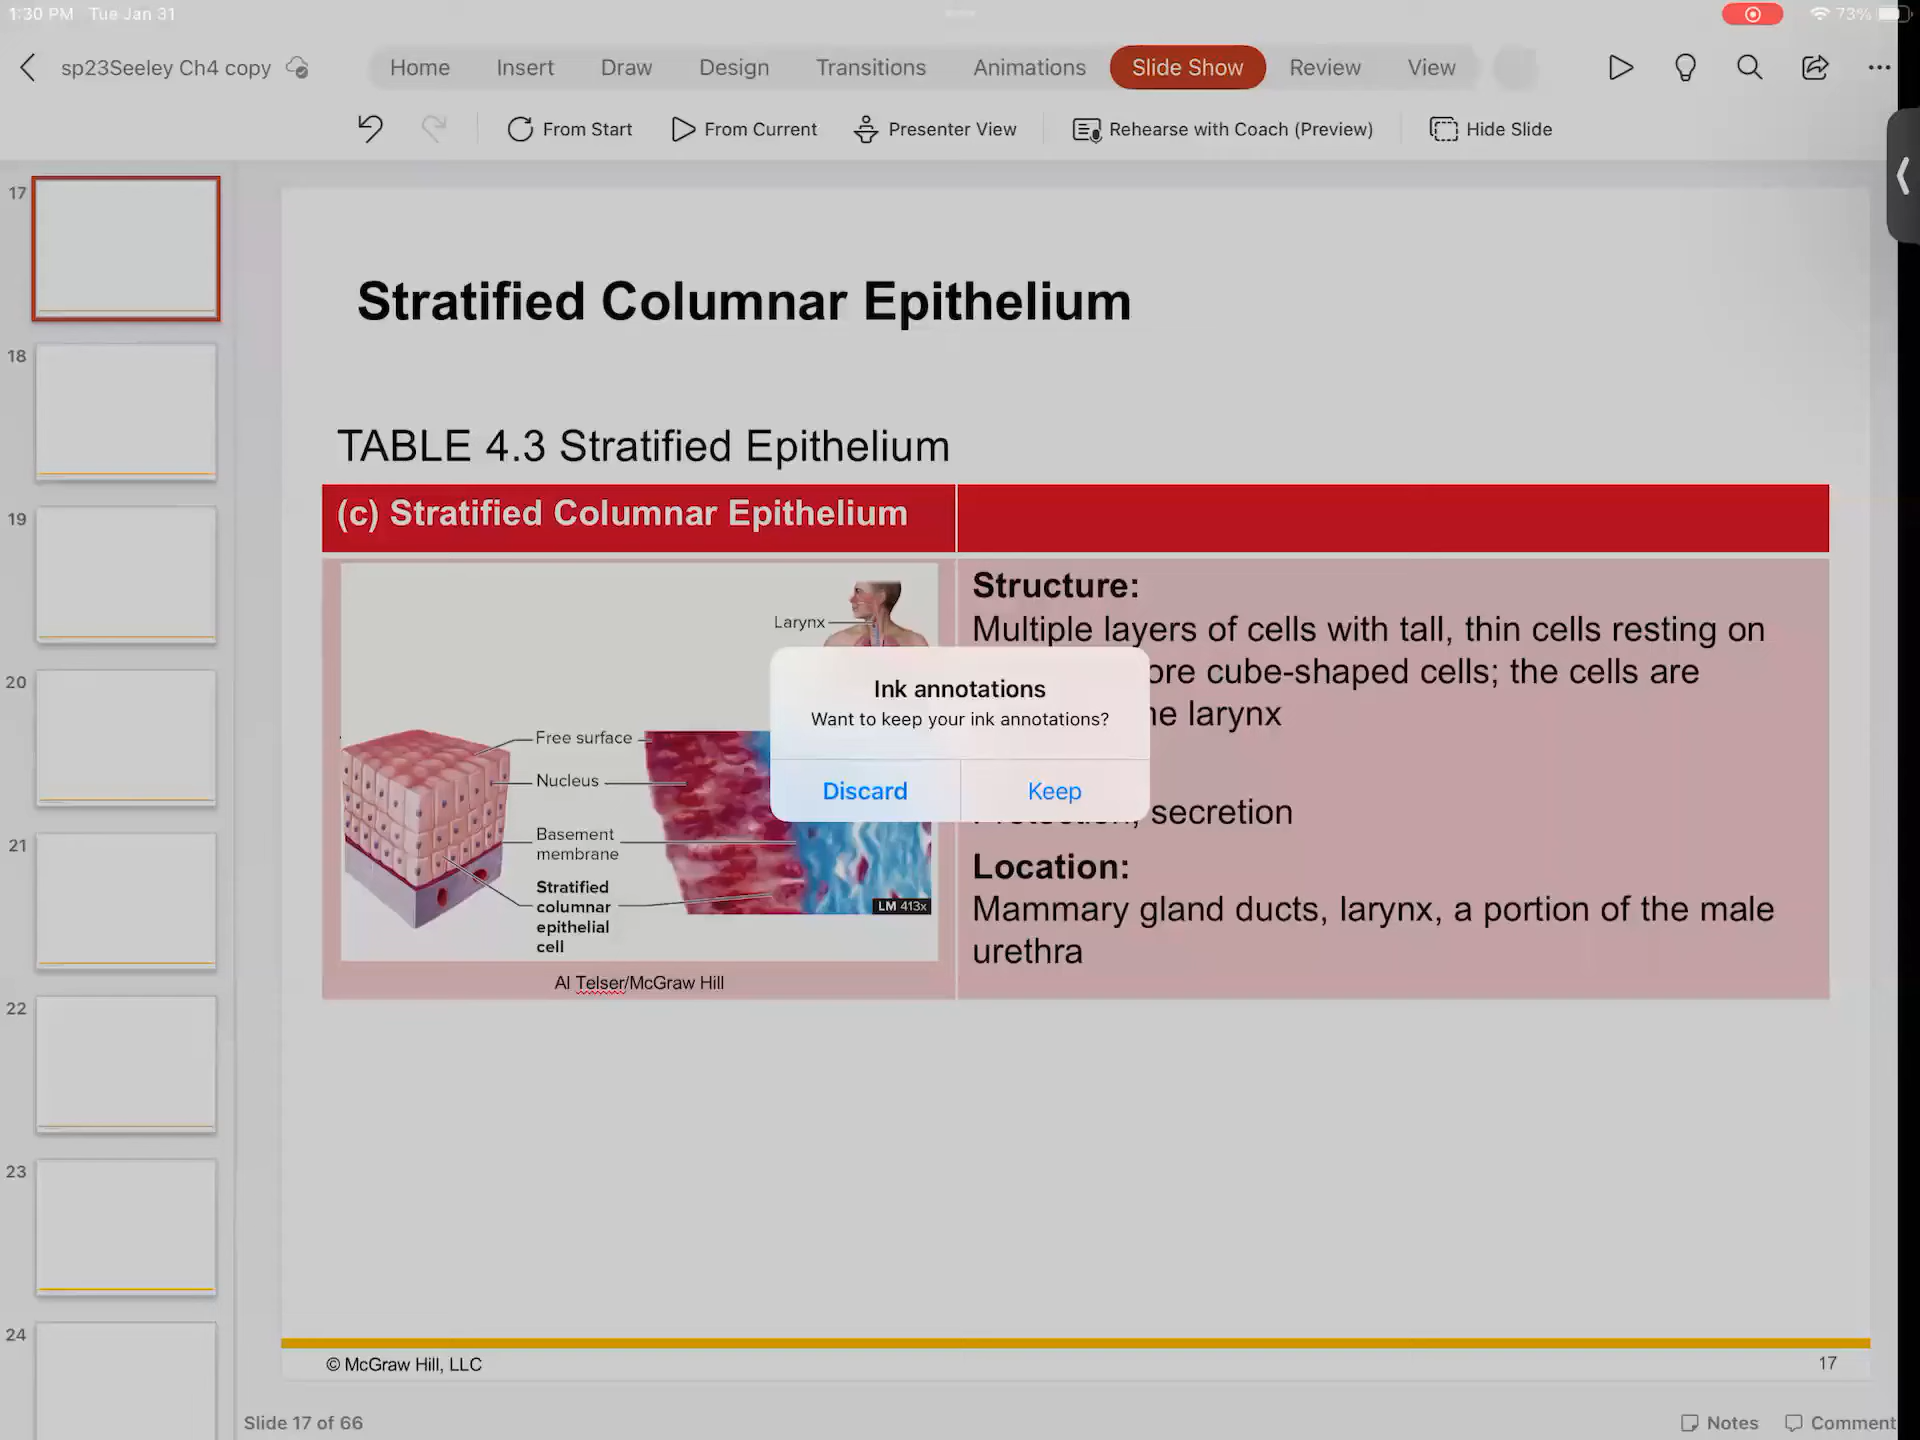 1:30 PM Tue Jan 31
73%
sp23Seeley Ch4 copy
Home Insert Draw Design Transitions Animations Slide Show Review View
From Start From Current Presenter View Rehearse with Coach (Preview) Hide Slide
17
18
19
20
21
22
23
24
Stratified Columnar Epithelium
TABLE 4.3 Stratified Epithelium
(c) Stratified Columnar Epithelium
Larynx
Free surface
Nucleus
Basement
membrane
Stratified
columnar
epithelial
cell
LM 413x
Al Telser/McGraw Hill
Structure:
Multiple layers of cells with tall, thin cells resting on
cube-shaped cells; the cells are
larynx
secretion
Location:
Mammary gland ducts, larynx, a portion of the male
urethra
Ink annotations
Want to keep your ink annotations?
Discard Keep
© McGraw Hill, LLC
17
Slide 17 of 66
Notes Comment